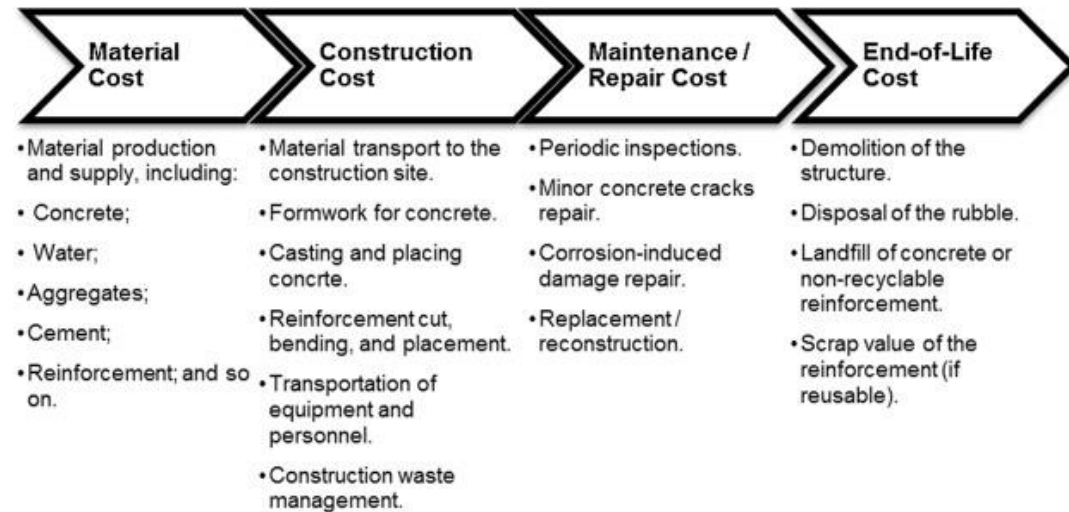 Material
Cost
Construction
Cost
Maintenance /
Repair Cost
End-of-Life
Cost
•Material production
and supply, including:
• Concrete;
• Water;
•Aggregates;
•Cement;
•Reinforcement; and so
on.
•Material transport to the
construction site.
•Formwork for concrete.
•Casting and placing
concrte.
•Reinforcement cut,
bending, and placement.
•Transportation of
equipment and
personnel.
•Construction waste
management.
•Periodic inspections.
•Minor concrete cracks
repair.
•Corrosion-induced
damage repair.
•Replacement /
reconstruction.
•Demolition of the
structure.
•Disposal of the rubble.
•Landfill of concrete or
non-recyclable
reinforcement.
•Scrap value of the
reinforcement (if
reusable).